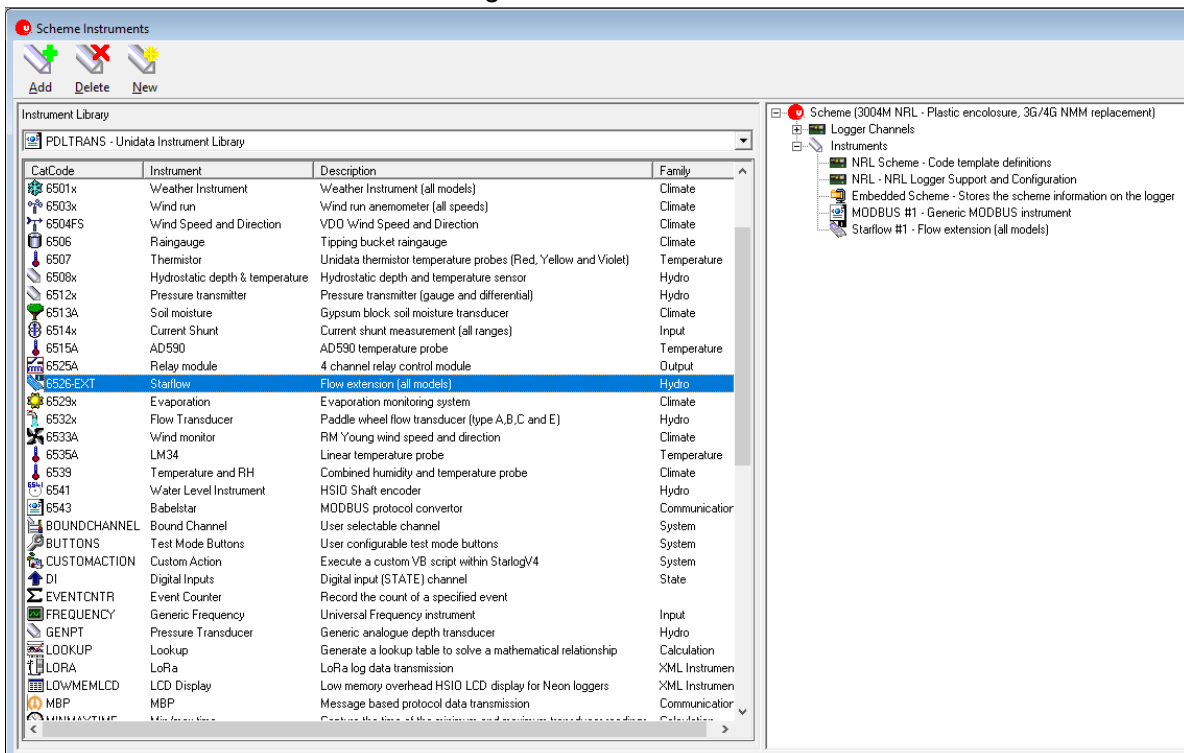 Scheme Instruments
Add Delete New
Instrument Library
PDLTRANS - Unidata Instrument Library
CatCode Instrument Description Family
6501x Weather Instrument Weather Instrument (all models) Climate
6503x Wind run Wind run anemometer (all speeds) Climate
6504FS Wind Speed and Direction VDO Wind Speed and Direction Climate
6506 Raingauge Tipping bucket raingauge Climate
6507 Thermistor Unidata thermistor temperature probes (Red, Yellow and Violet) Temperature
6508x Hydrostatic depth & temperature Hydrostatic depth and temperature sensor Hydro
6512x Pressure transmitter Pressure transmitter (gauge and differential) Hydro
6513A Soil moisture Gypsum block soil moisture transducer Climate
6514x Current Shunt Current shunt measurement (all ranges) Input
6515A AD590 AD590 temperature probe Temperature
6525A Relay module 4 channel relay control module Output
6526-EXT Starflow Flow extension (all models) Hydro
6529x Evaporation Evaporation monitoring system Climate
6532x Flow Transducer Paddle wheel flow transducer (type A,B,C and E) Hydro
6533A Wind monitor RM Young wind speed and direction Climate
6535A LM34 Linear temperature probe Temperature
6539 Temperature and RH Combined humidity and temperature probe Climate
6541 Water Level Instrument HSIO Shaft encoder Hydro
6543 Babelstar MODBUS protocol convertor Communication
BOUNDCHANNEL Bound Channel User selectable channel System
BUTTONS Test Mode Buttons User configurable test mode buttons System
CUSTOMACTION Custom Action Execute a custom VB script within StarlogV4 System
DI Digital Inputs Digital input (STATE) channel State
EVENTCNTR Event Counter Record the count of a specified event
FREQUENCY Generic Frequency Universal Frequency instrument Input
GENPT Pressure Transducer Generic analogue depth transducer Hydro
LOOKUP Lookup Generate a lookup table to solve a mathematical relationship Calculation
LORA LoRa LoRa log data transmission XML Instrumen
LOWMEMLCD LCD Display Low memory overhead HSIO LCD display for Neon loggers XML Instrumen
MBP MBP Message based protocol data transmission Communication
Scheme (3004M NRL - Plastic encolosure, 3G/4G NMM replacement)
Logger Channels
Instruments
NRL Scheme - Code template definitions
NRL - NRL Logger Support and Configuration
Embedded Scheme - Stores the scheme information on the logger
MODBUS #1 - Generic MODBUS instrument
Starflow #1 - Flow extension (all models)